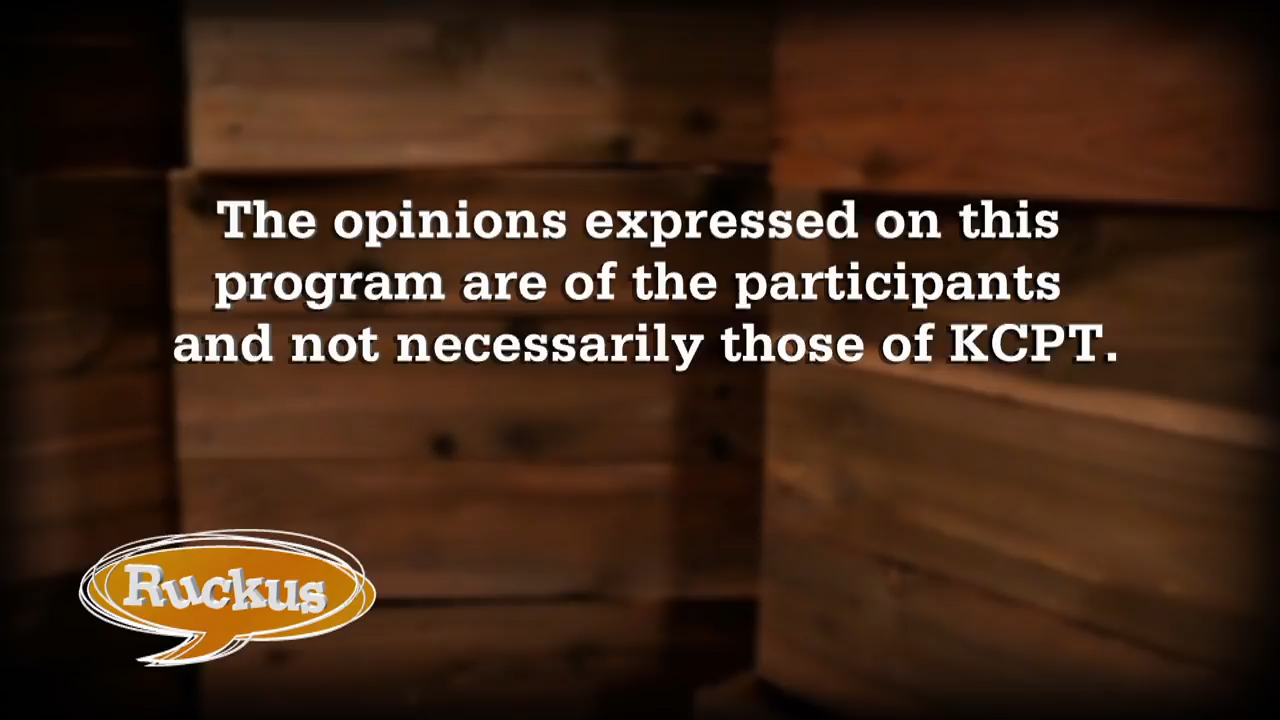 The opinions expressed on this
program are of the participants
and not necessarily those of KCPT.
Ruckus